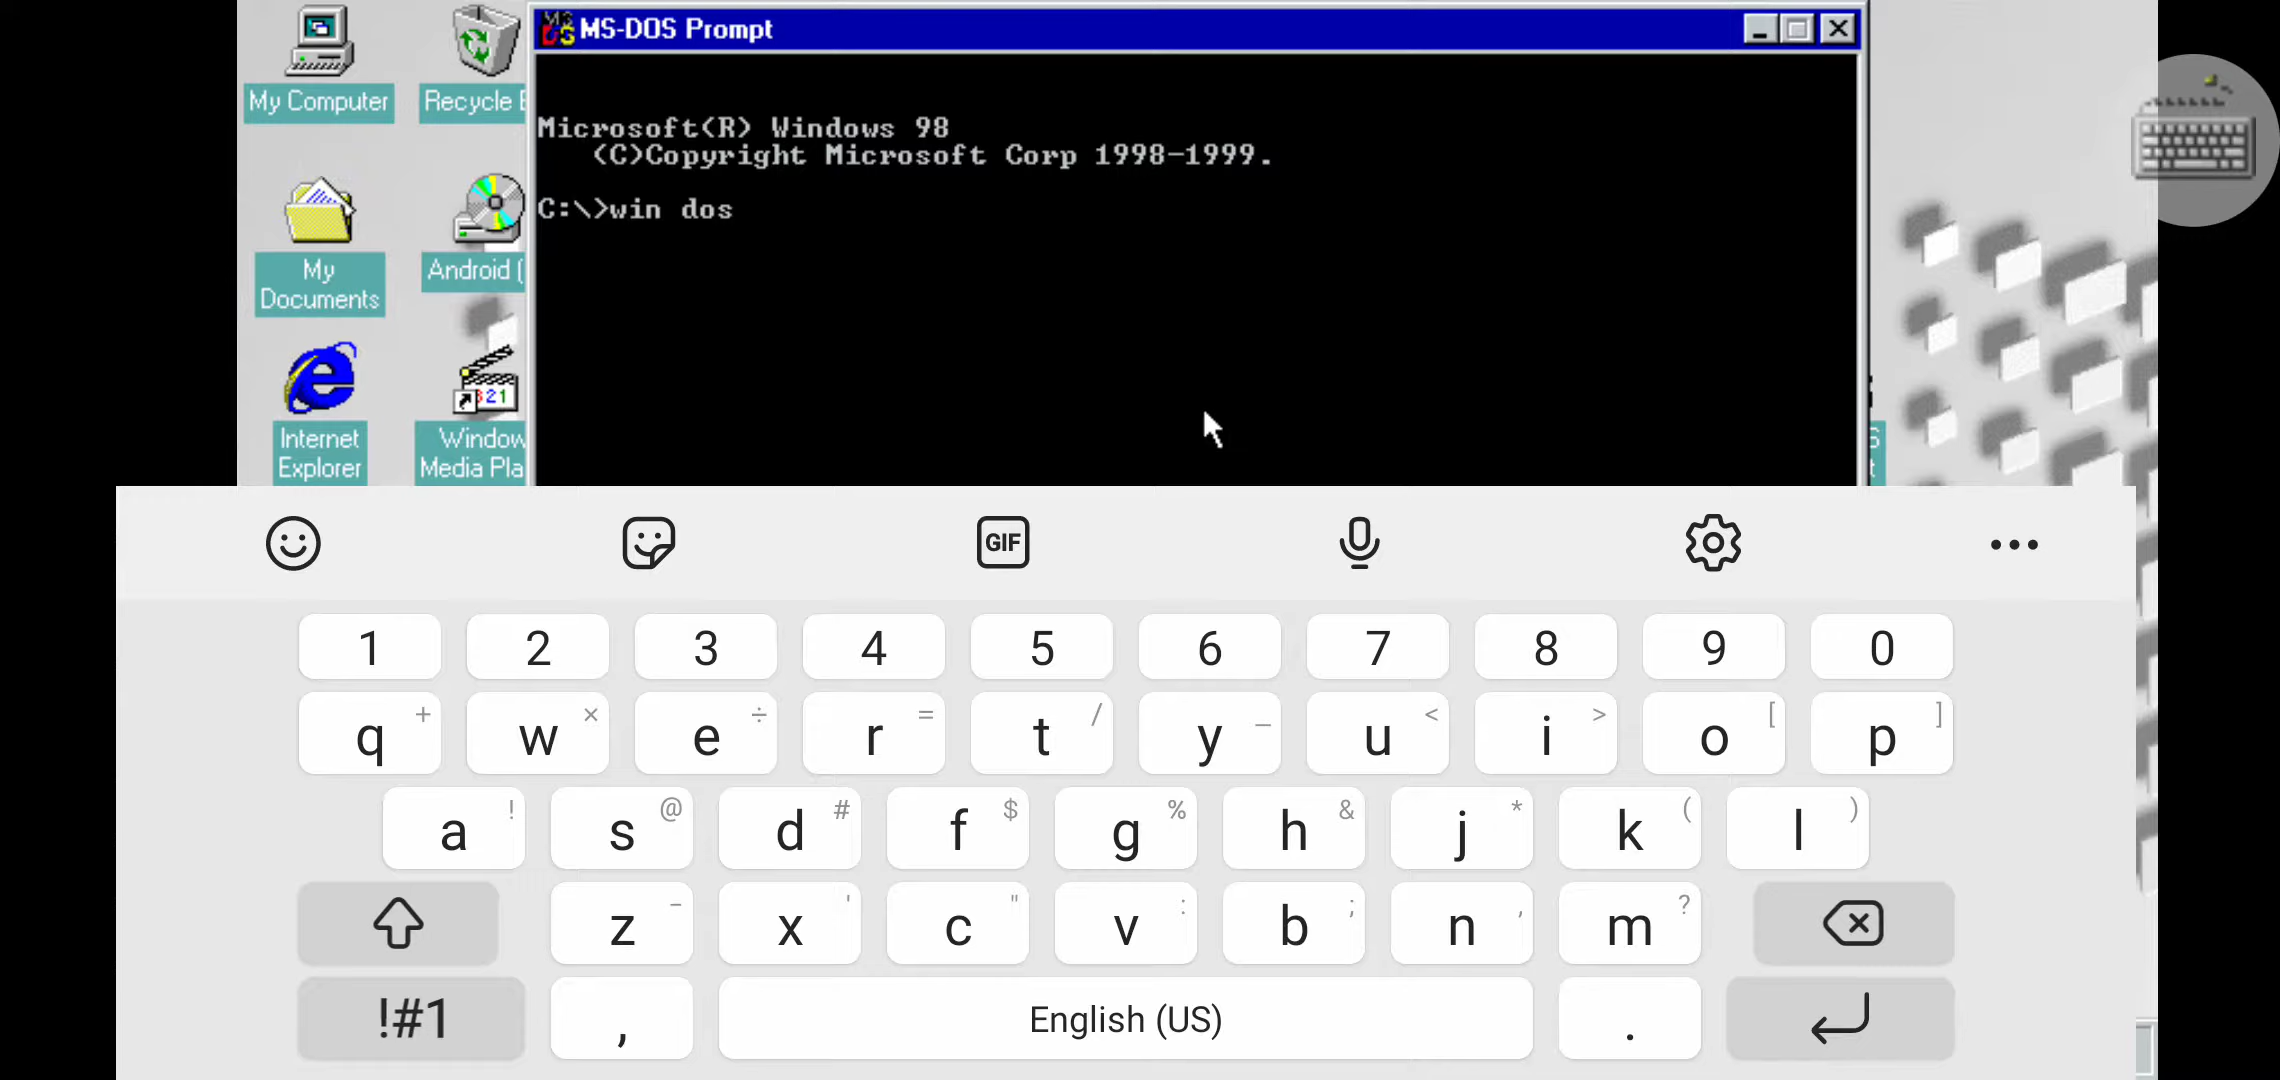 MS-DOS Prompt
My Computer
Recycle
Microsoft(R) Windows 98
(C)Copyright Microsoft Corp 1998-1999.
C:\>win dos
My
Documents
Android (
Internet
Explorer
Window
Media Pla
GIF
1 2 3 4 5 6 7 8 9 0
q + w × e ÷ r = t / y _ u < i > o [ p ]
a ! s @ d # f $ g % h & j * k ( l )
z - x ' c " v : b ; n , m ?
!#1 , English (US) .